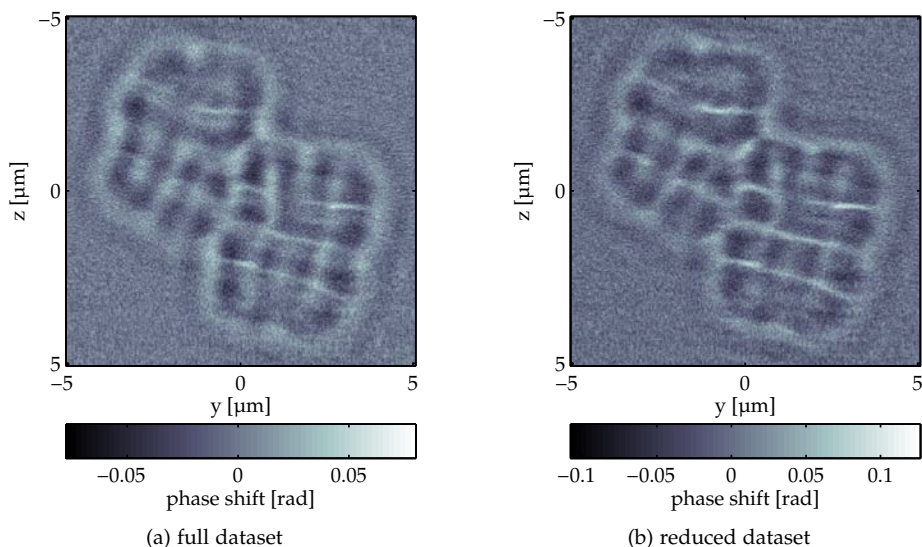 −5
0
5
z [μm]
−5
0
5
y [μm]
−0.05
0
0.05
phase shift [rad]
(a) full dataset
−5
0
5
z [μm]
−5
0
5
y [μm]
−0.1
−0.05
0
0.05
0.1
phase shift [rad]
(b) reduced dataset